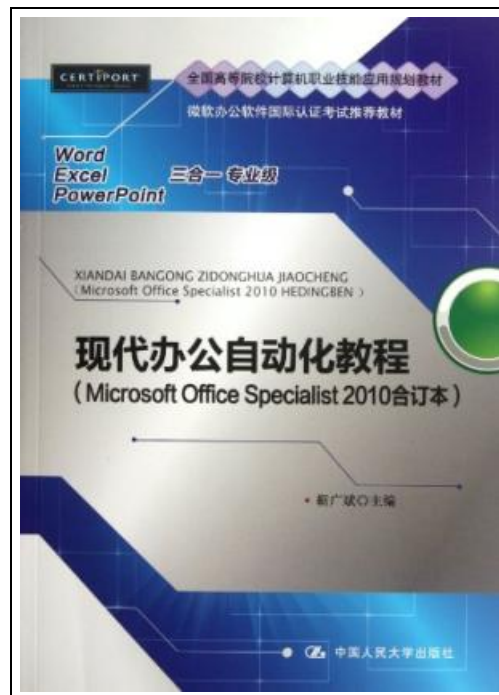 CERTIPORT
全国高等院校计算机职业技能应用规划教材
微软办公软件国际认证考试推荐教材
Word
Excel
PowerPoint
三合一 专业级
XIANDAI BANGONG ZIDONGHUA JIAOCHENG
(Microsoft Office Specialist 2010 HEDINGBEN )
现代办公自动化教程
(Microsoft Office Specialist 2010合订本)
靳广斌◎主编
中国人民大学出版社